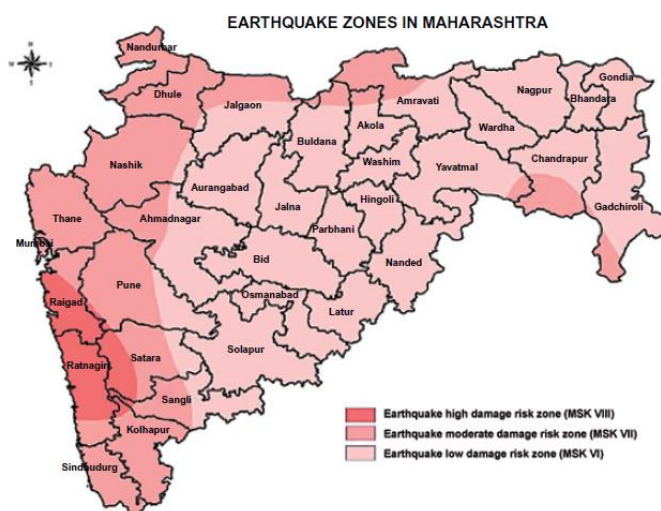 EARTHQUAKE ZONES IN MAHARASHTRA
N
W
E
S
Nandurbar
Dhule
Jalgaon
Amravati
Nagpur
Gondia
Bhandara
Buldana
Akola
Wardha
Nashik
Washim
Yavatmal
Chandrapur
Aurangabad
Thane
Ahmadnagar
Jalna
Hingoli
Gadchiroli
Mumbai
Parbhani
Pune
Bid
Nanded
Raigad
Osmanabad
Latur
Ratnagiri
Satara
Solapur
Sangli
Kolhapur
Sindhudurg
Earthquake high damage risk zone (MSK VIII)
Earthquake moderate damage risk zone (MSK VII)
Earthquake low damage risk zone (MSK VI)